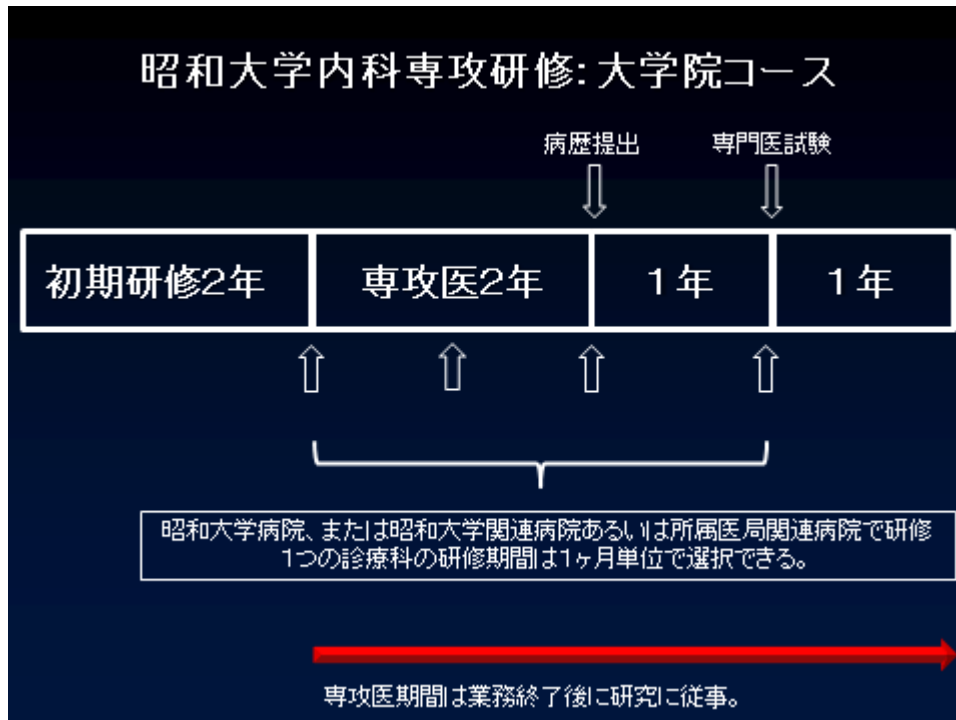 昭和大学内科専攻研修: 大学院コース
病歴提出 専門医試験
初期研修2年 専攻医2年 1年 1年
昭和大学病院、または昭和大学関連病院あるいは所属医局関連病院で研修
1つの診療科の研修期間は1ヶ月単位で選択できる。
専攻医期間は業務終了後に研究に従事。